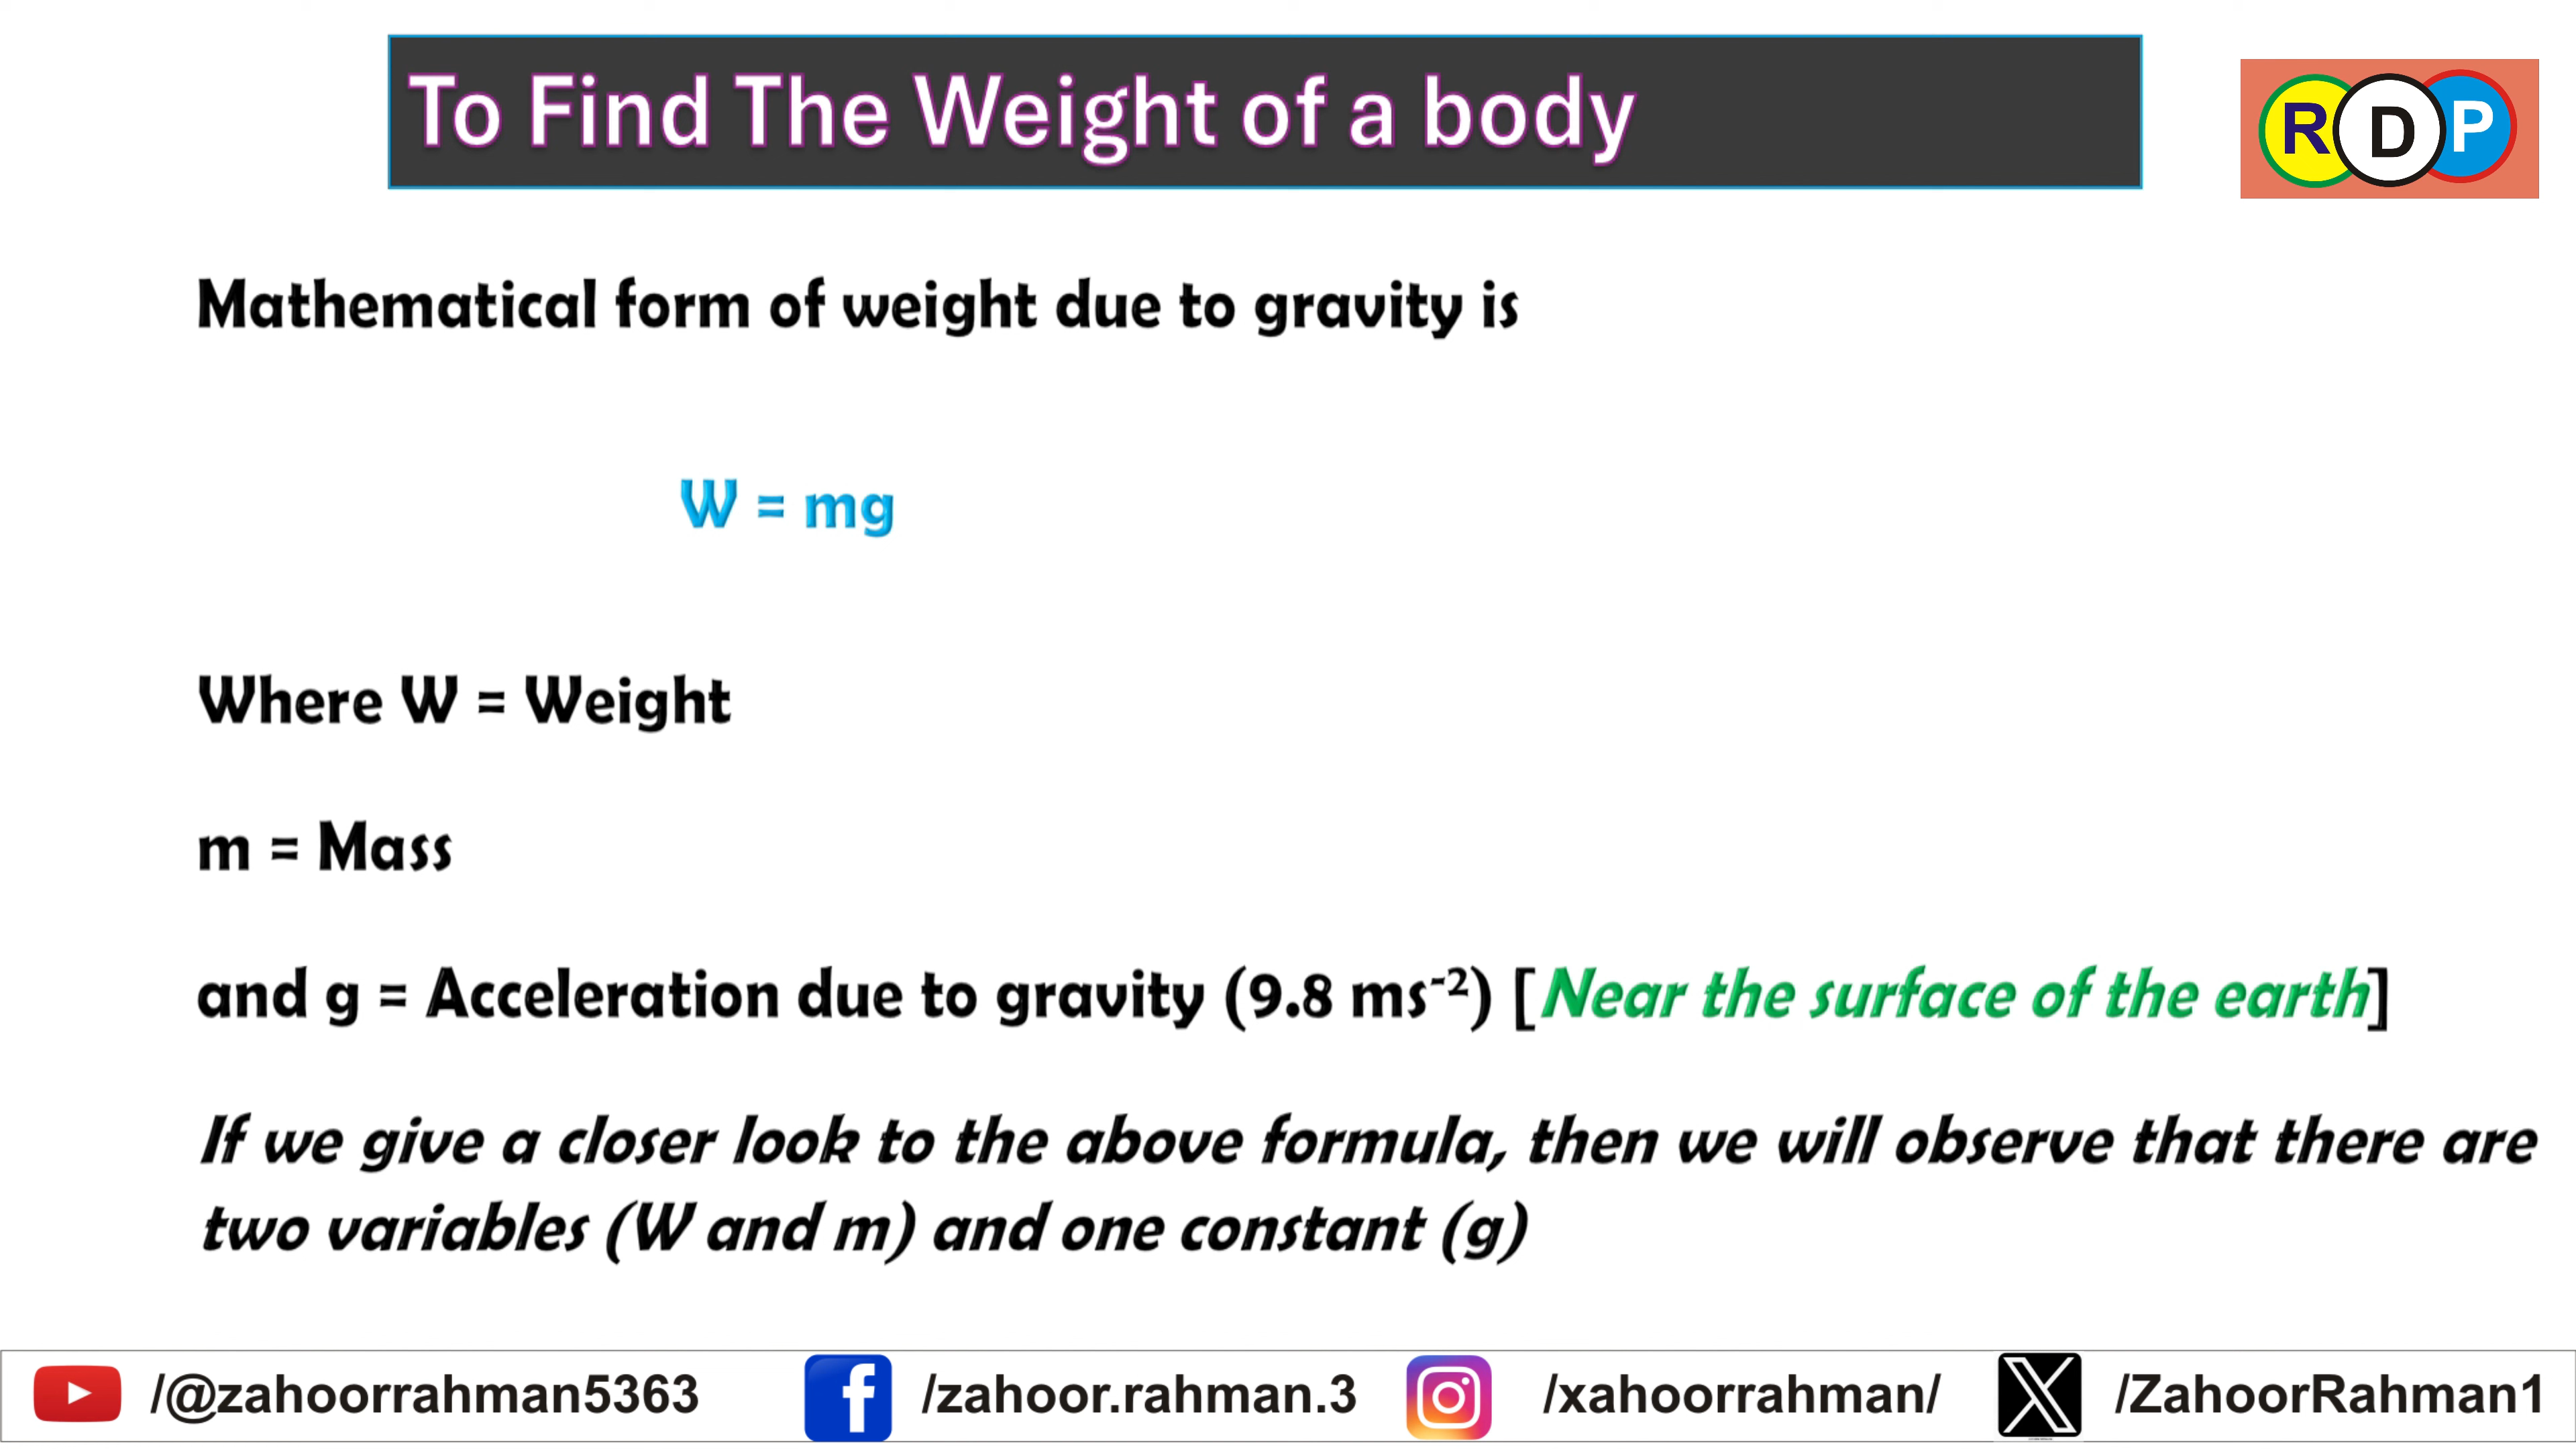 To Find The Weight of a body
R D P
Mathematical form of weight due to gravity is
W = mg
Where W = Weight
m = Mass
and g = Acceleration due to gravity (9.8 ms⁻²) [Near the surface of the earth]
If we give a closer look to the above formula, then we will observe that there are
two variables (W and m) and one constant (g)
/@zahoorrahman5363 /zahoor.rahman.3 /xahoorrahman/ /ZahoorRahman1